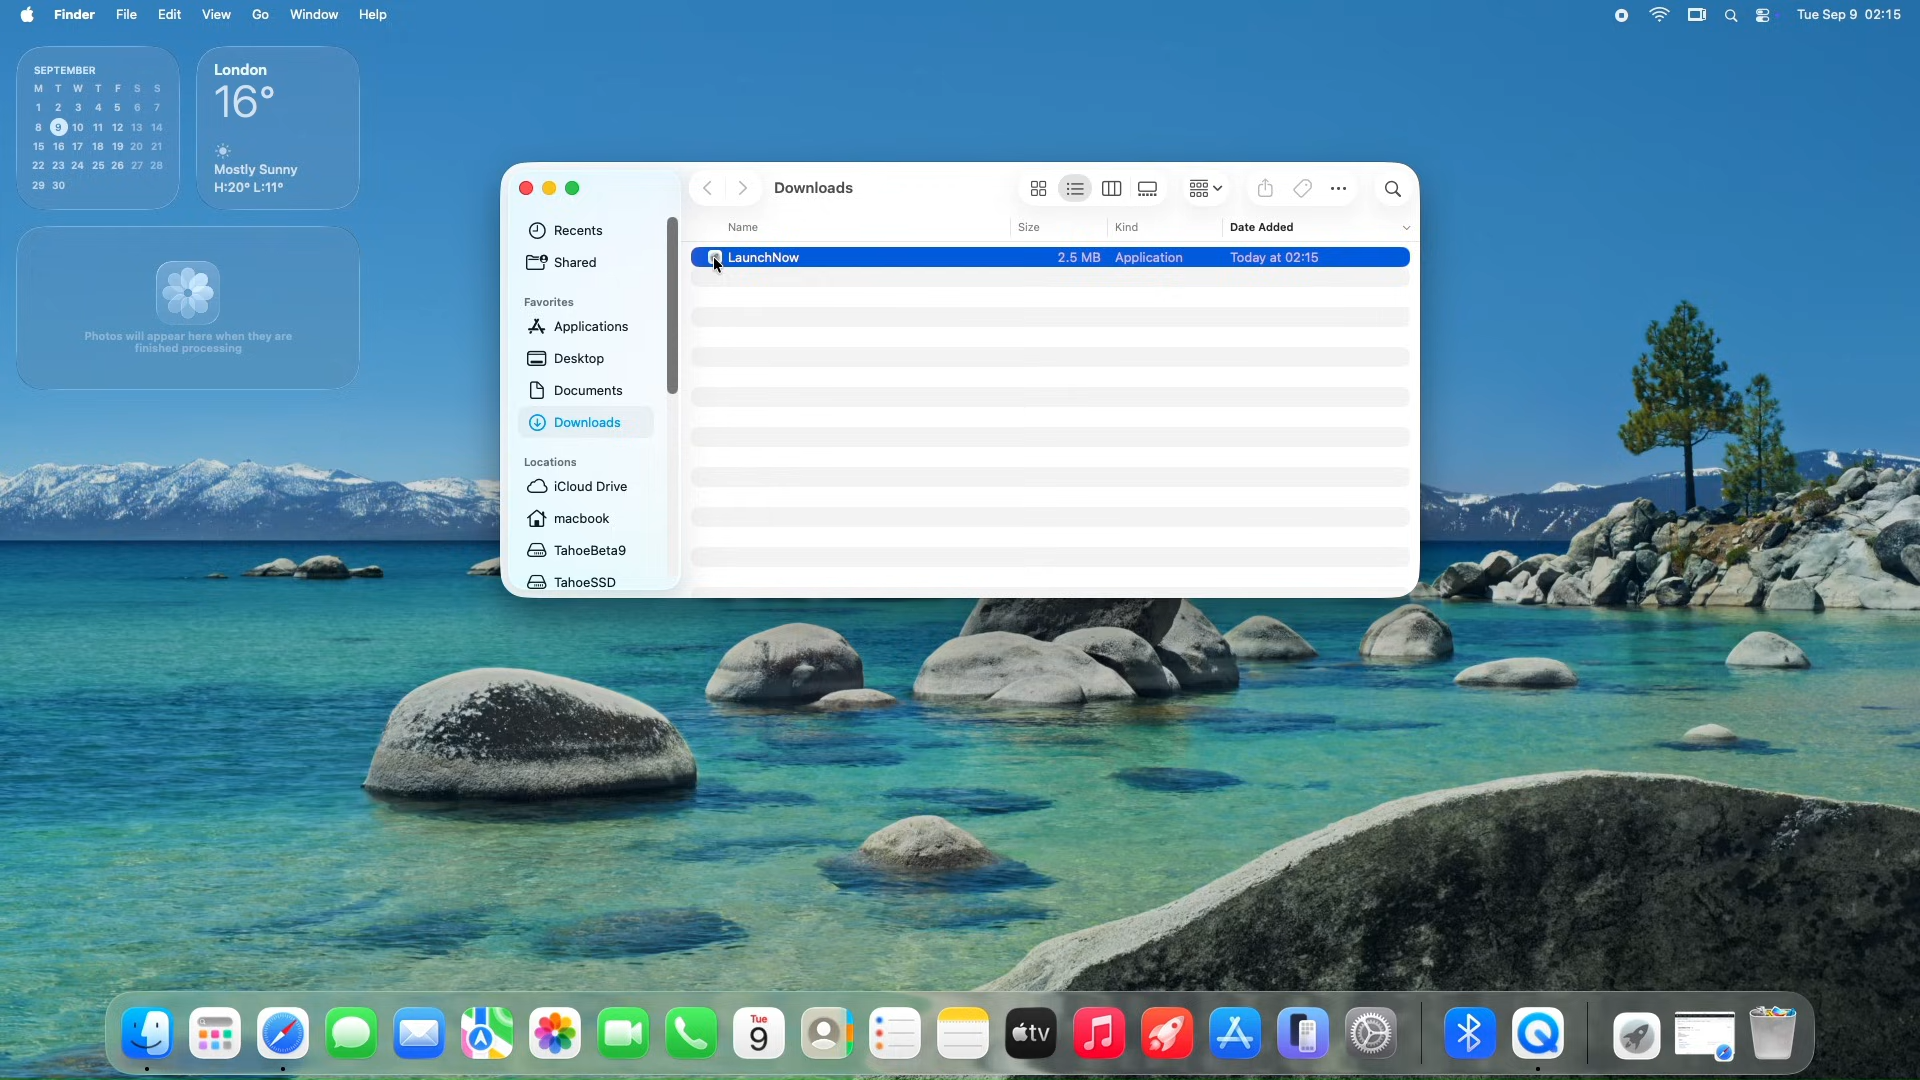 Finder File Edit View Go Window Help
Tue Sep 9 02:15
SEPTEMBER
M T W T F S S
1 2 3 4 5 6 7
8 9 10 11 12 13 14
15 16 17 18 19 20 21
22 23 24 25 26 27 28
29 30
London
16°
Mostly Sunny
H:20° L:11°
Photos will appear here when they are
finished processing
Downloads
Recents
Shared
Favorites
Applications
Desktop
Documents
Downloads
Locations
iCloud Drive
macbook
TahoeBeta9
TahoeSSD
Name Size Kind Date Added
LaunchNow 2.5 MB Application Today at 02:15
Tue
9
tv